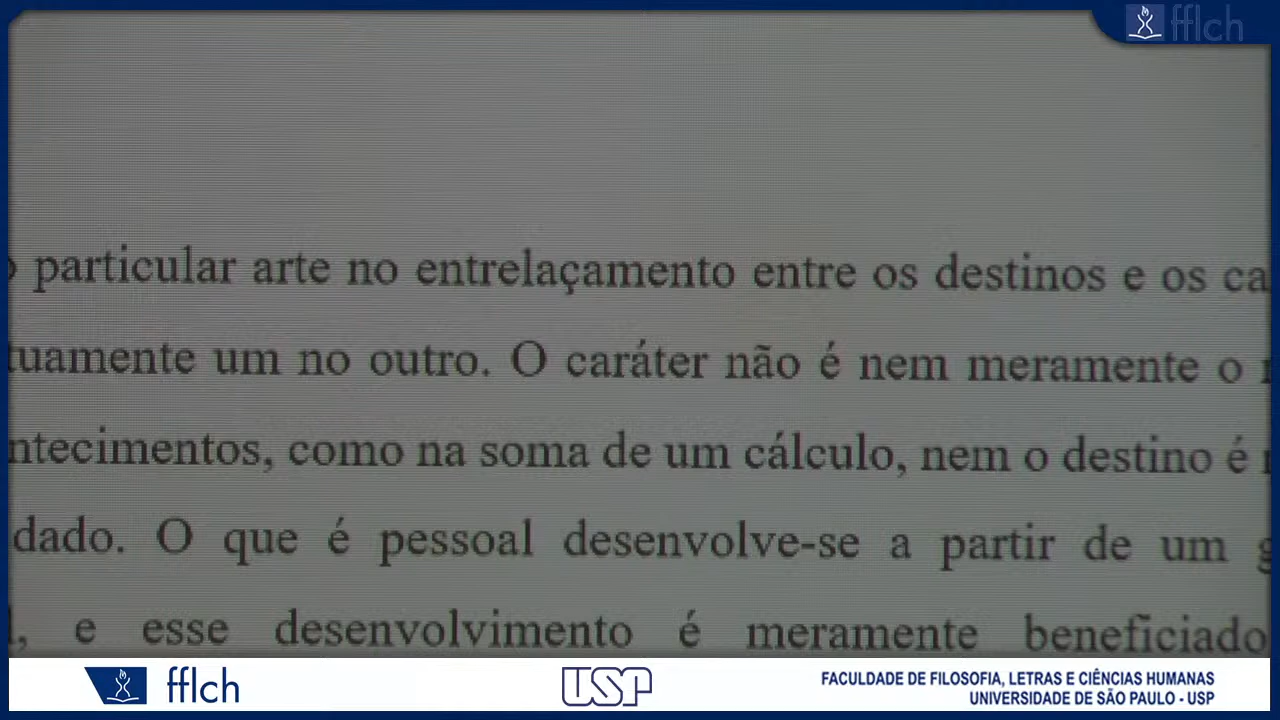 fflch
particular arte no entrelaçamento entre os destinos e os
um no outro. O caráter não é nem meramente o
como na soma de um cálculo, nem o destino é
dado. O que é pessoal desenvolve-se a partir de um
e esse desenvolvimento é meramente beneficiado
fflch
USP
FACULDADE DE FILOSOFIA, LETRAS E CIÊNCIAS HUMANAS
UNIVERSIDADE DE SÃO PAULO - USP